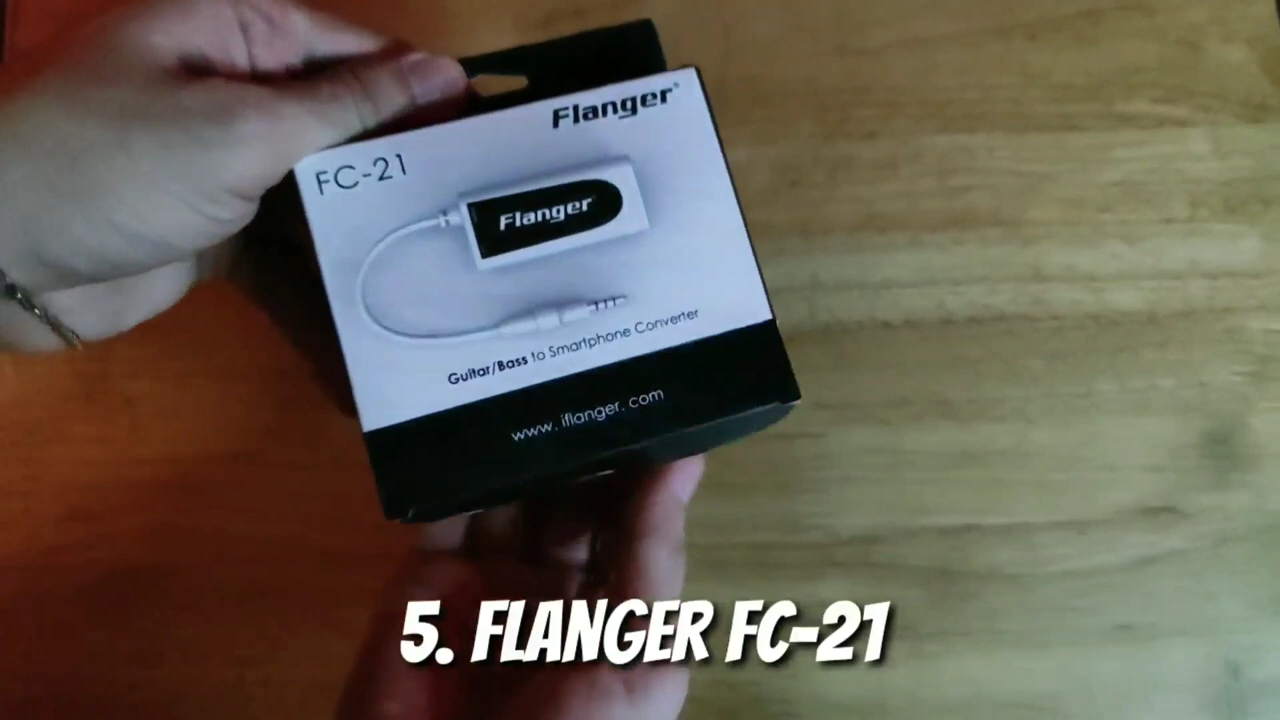 Flanger®
FC-21
Flanger
Guitar/Bass to Smartphone Converter
www.iflanger.com
5. FLANGER FC-21